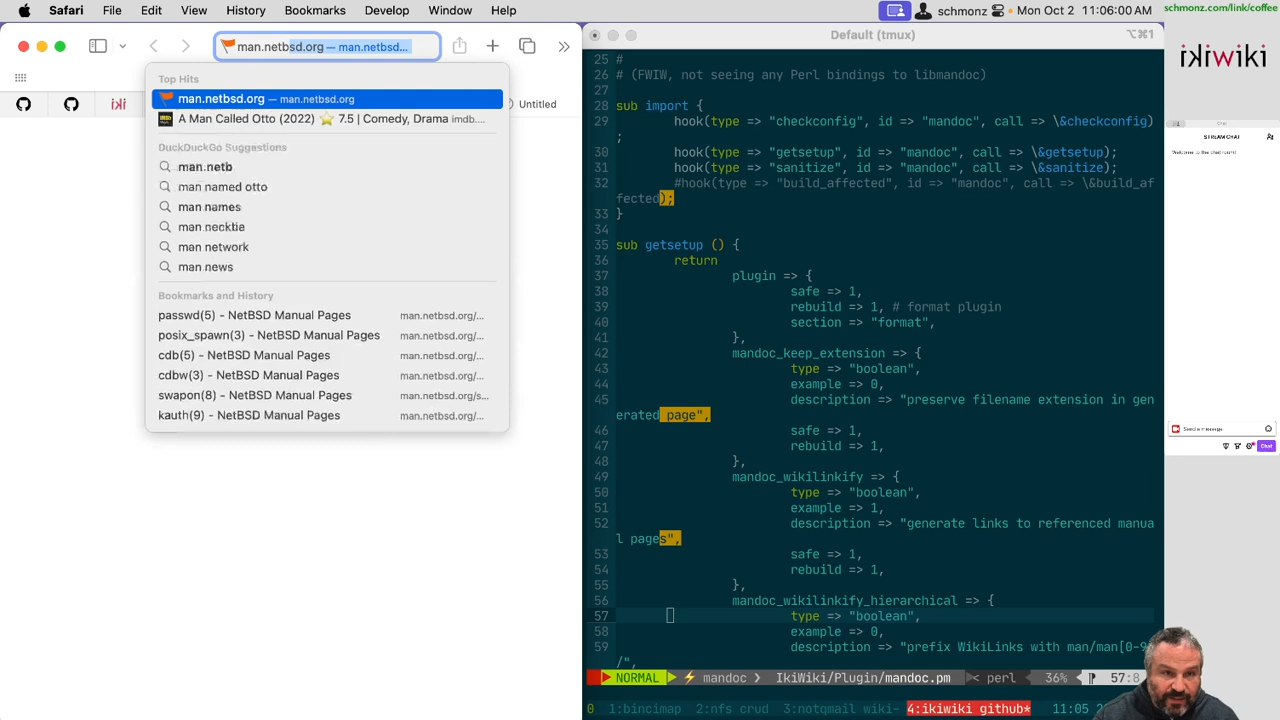 Safari File Edit View History Bookmarks Develop Window Help
schmonz Mon Oct 2 11:06:00 AM
schmonz.com/link/coffee
man.netbsd.org — man.netbsd...
Untitled
Top Hits
man.netbsd.org — man.netbsd.org
A Man Called Otto (2022) ⭐ 7.5 | Comedy, Drama imdb....
DuckDuckGo Suggestions
man netb
man named otto
man names
man necktie
man network
man news
Bookmarks and History
passwd(5) - NetBSD Manual Pages man.netbsd.org/...
posix_spawn(3) - NetBSD Manual Pages man.netbsd.org/...
cdb(5) - NetBSD Manual Pages man.netbsd.org/...
cdbw(3) - NetBSD Manual Pages man.netbsd.org/...
swapon(8) - NetBSD Manual Pages man.netbsd.org/s...
kauth(9) - NetBSD Manual Pages man.netbsd.org/...
Default (tmux)
⌥⌘1
25 #
26 # (FWIW, not seeing any Perl bindings to libmandoc)
27
28 sub import {
29 hook(type => "checkconfig", id => "mandoc", call => \&checkconfig)
;
30 hook(type => "getsetup", id => "mandoc", call => \&getsetup);
31 hook(type => "sanitize", id => "mandoc", call => \&sanitize);
32 #hook(type => "build_affected", id => "mandoc", call => \&build_af
fected);
33 }
34
35 sub getsetup () {
36 return
37 plugin => {
38 safe => 1,
39 rebuild => 1, # format plugin
40 section => "format",
41 },
42 mandoc_keep_extension => {
43 type => "boolean",
44 example => 0,
45 description => "preserve filename extension in gen
erated page",
46 safe => 1,
47 rebuild => 1,
48 },
49 mandoc_wikilinkify => {
50 type => "boolean",
51 example => 1,
52 description => "generate links to referenced manua
l pages",
53 safe => 1,
54 rebuild => 1,
55 },
56 mandoc_wikilinkify_hierarchical => {
57 type => "boolean",
58 example => 0,
59 description => "prefix WikiLinks with man/man[0-9
/",
NORMAL ⚡ mandoc IkiWiki/Plugin/mandoc.pm perl 36% 57:8
0 1:bincimap 2:nfs crud 3:notqmail wiki- 4:ikiwiki github* 11:05
ikiwiki
Chat
STREAM CHAT
Welcome to the chat room!
Send a message
Chat